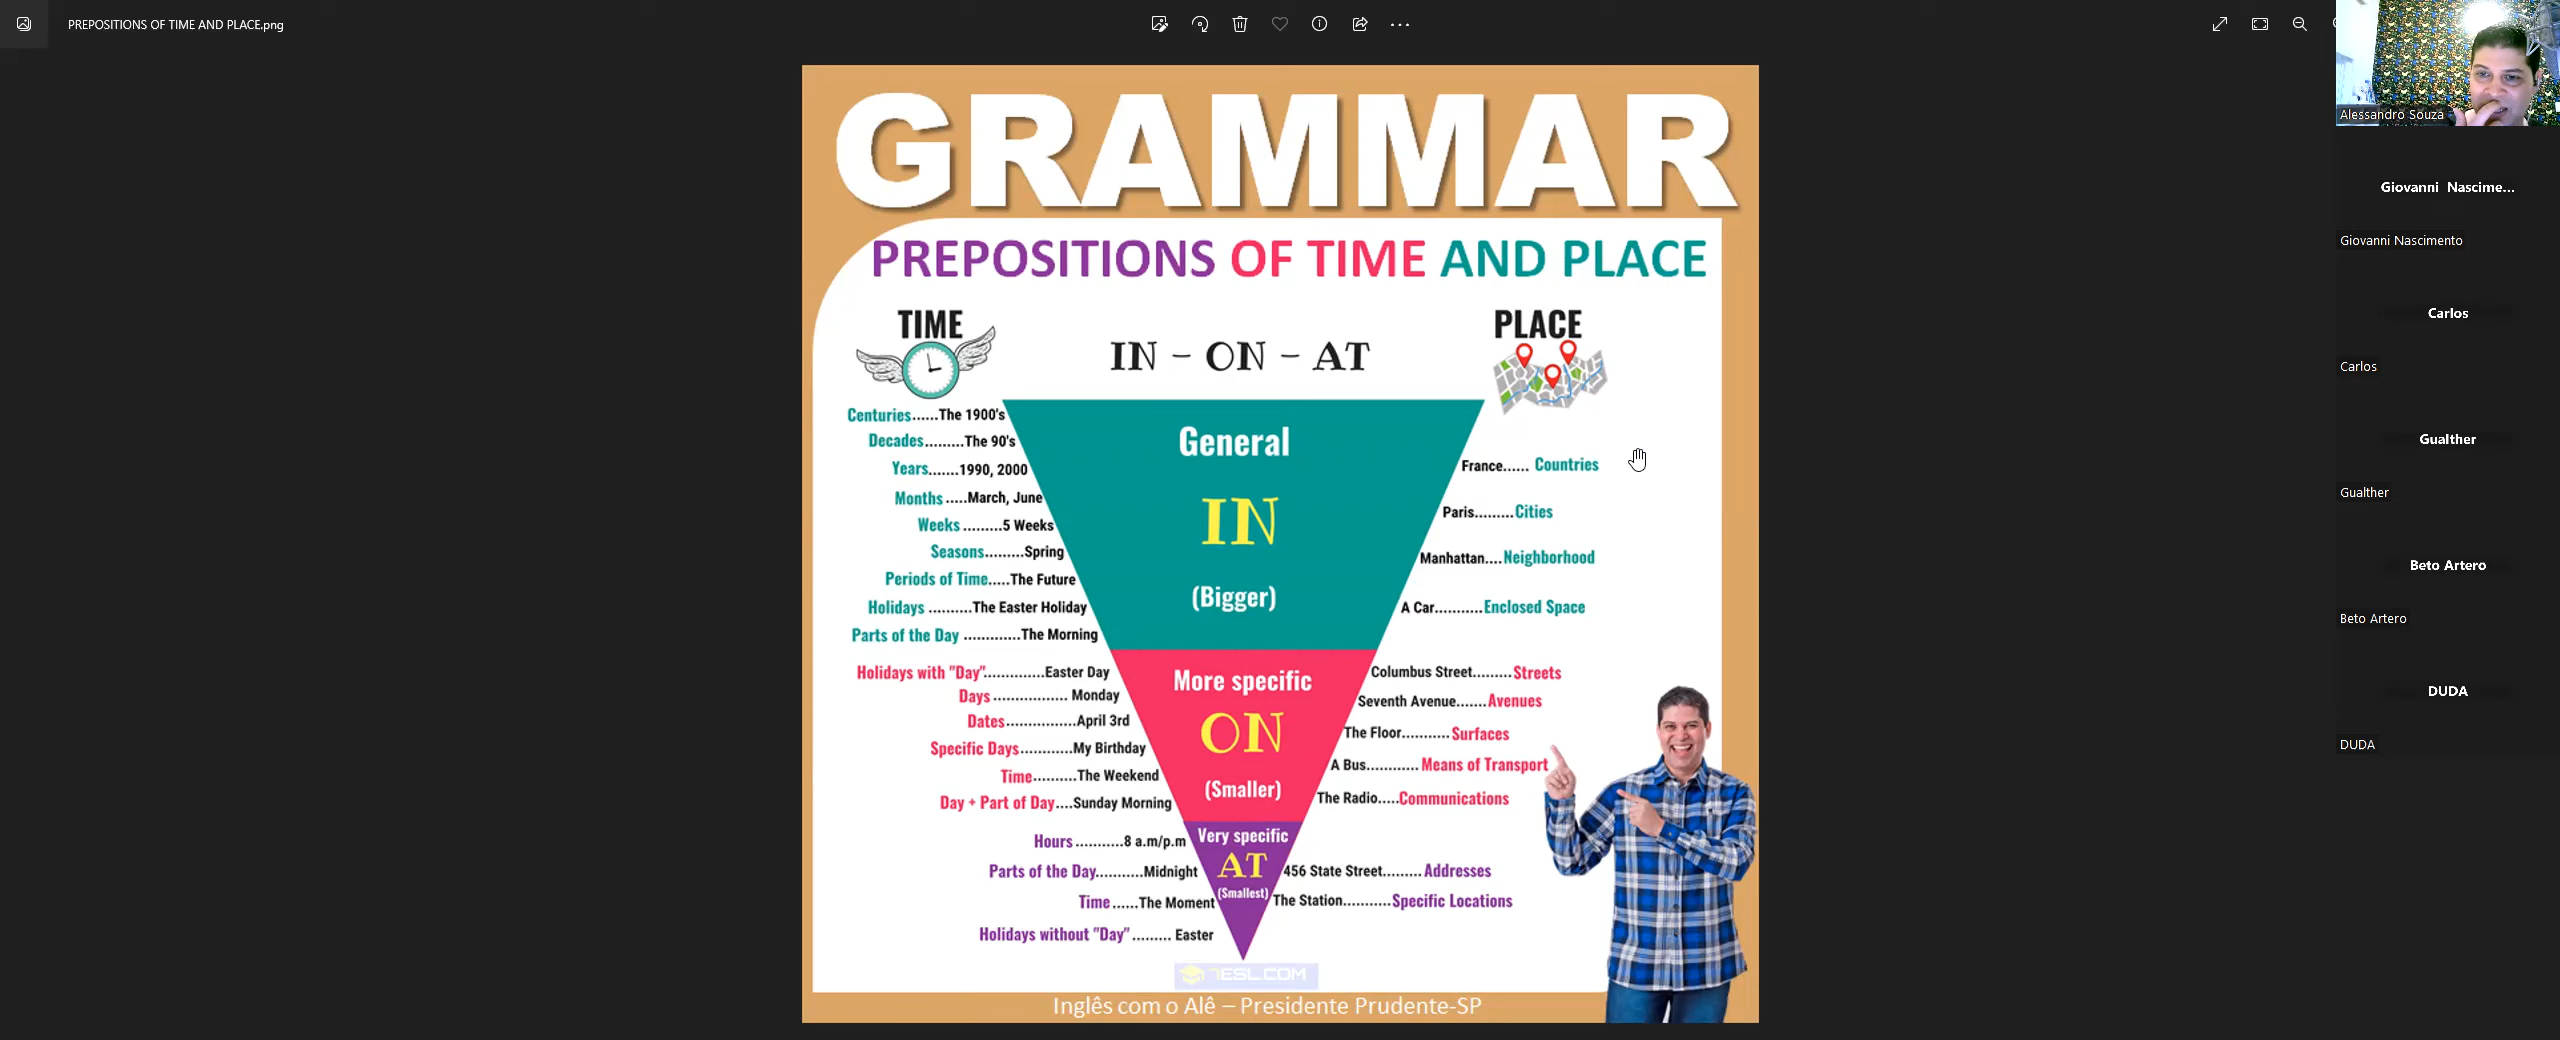 PREPOSITIONS OF TIME AND PLACE.png
GRAMMAR
PREPOSITIONS OF TIME AND PLACE
TIME
IN - ON - AT
PLACE
Centuries......The 1900's
Decades.........The 90's
Years.......1990, 2000
Months .....March, June
Weeks .........5 Weeks
Seasons.........Spring
Periods of Time.....The Future
Holidays ..........The Easter Holiday
Parts of the Day .............The Morning
General
IN
(Bigger)
France...... Countries
Paris.........Cities
Manhattan....Neighborhood
A Car...........Enclosed Space
Holidays with "Day"..............Easter Day
Days ................. Monday
Dates................April 3rd
Specific Days............My Birthday
Time..........The Weekend
Day + Part of Day....Sunday Morning
More specific
ON
(Smaller)
Columbus Street.........Streets
Seventh Avenue.......Avenues
The Floor...........Surfaces
A Bus............ Means of Transport
The Radio.....Communications
Hours ...........8 a.m/p.m
Parts of the Day...........Midnight
Time ......The Moment
Holidays without "Day" ......... Easter
Very specific
AT
(Smallest)
456 State Street......... Addresses
The Station...........Specific Locations
7ESL.COM
Inglês com o Alê – Presidente Prudente-SP
Alessandro Souza
Giovanni Nascime...
Giovanni Nascimento
Carlos
Carlos
Gualther
Gualther
Beto Artero
Beto Artero
DUDA
DUDA